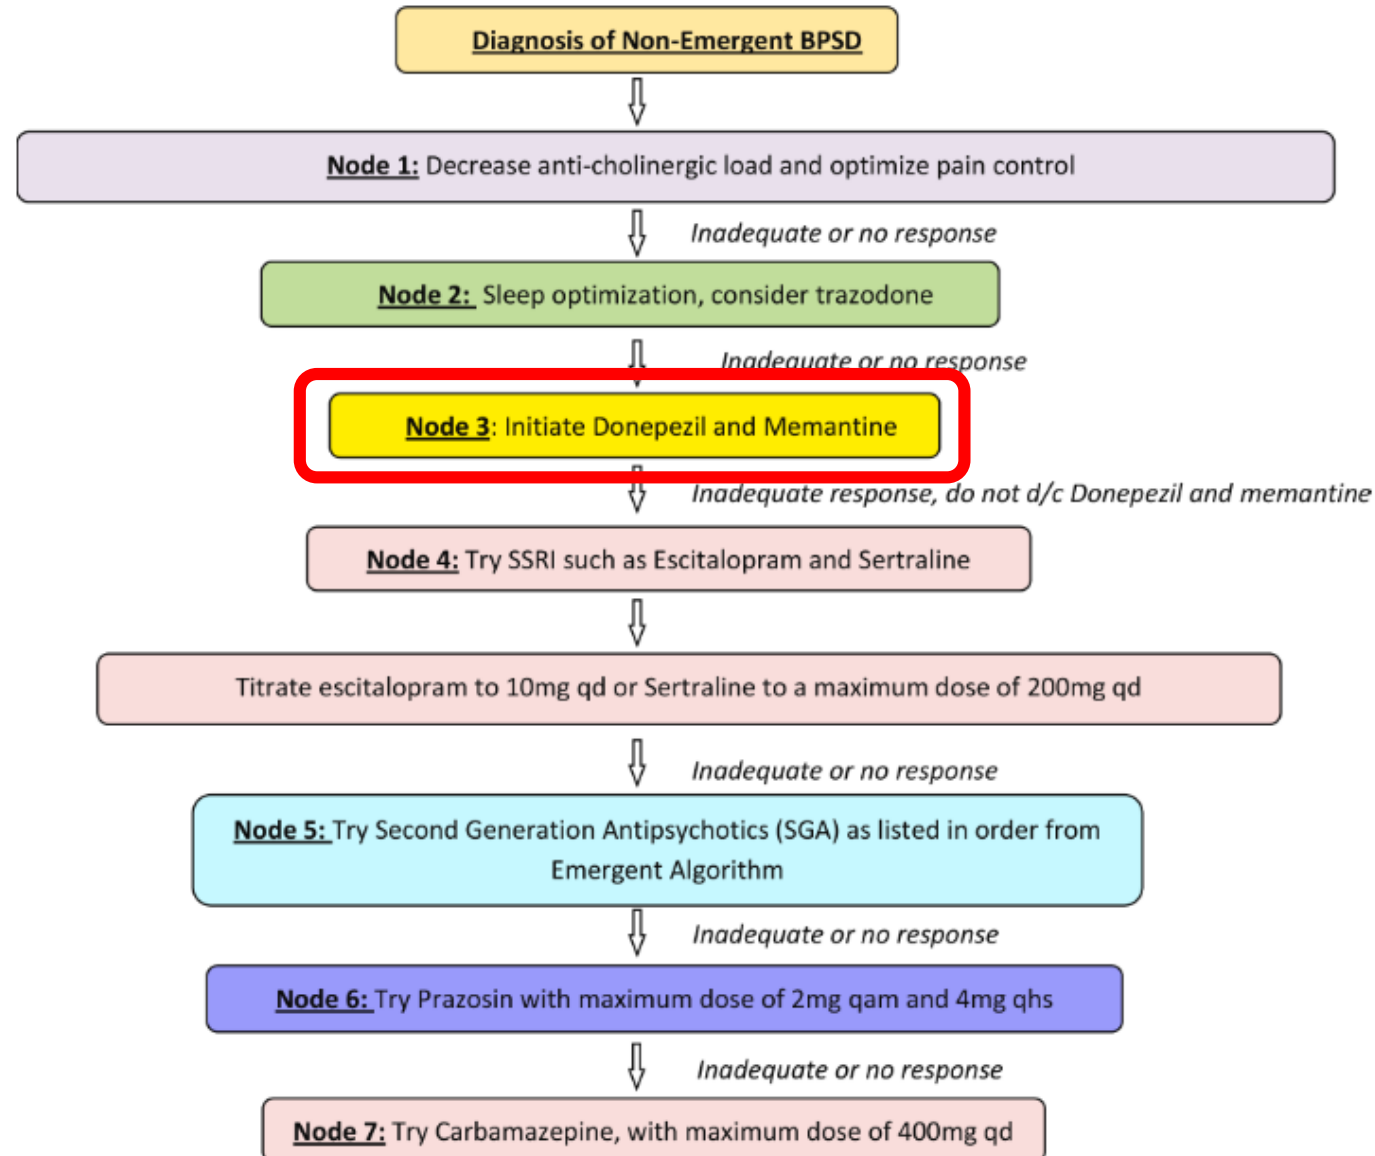 Diagnosis of Non-Emergent BPSD
Node 1: Decrease anti-cholinergic load and optimize pain control
Inadequate or no response
Node 2: Sleep optimization, consider trazodone
Inadequate or no response
Node 3: Initiate Donepezil and Memantine
Inadequate response, do not d/c Donepezil and memantine
Node 4: Try SSRI such as Escitalopram and Sertraline
Titrate escitalopram to 10mg qd or Sertraline to a maximum dose of 200mg qd
Inadequate or no response
Node 5: Try Second Generation Antipsychotics (SGA) as listed in order from
Emergent Algorithm
Inadequate or no response
Node 6: Try Prazosin with maximum dose of 2mg qam and 4mg qhs
Inadequate or no response
Node 7: Try Carbamazepine, with maximum dose of 400mg qd